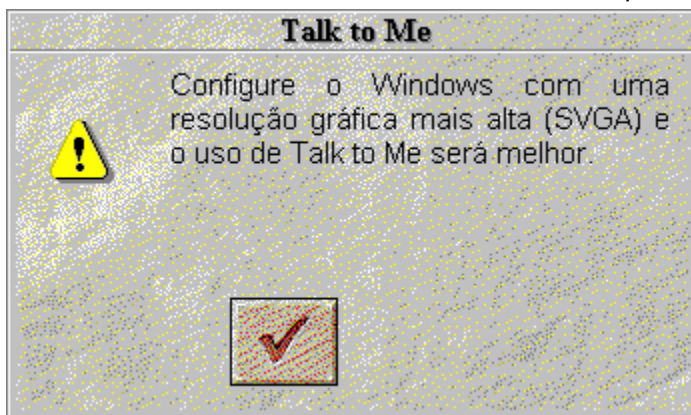 Talk to Me
Configure o Windows com uma
resolução gráfica mais alta (SVGA) e
o uso de Talk to Me será melhor.